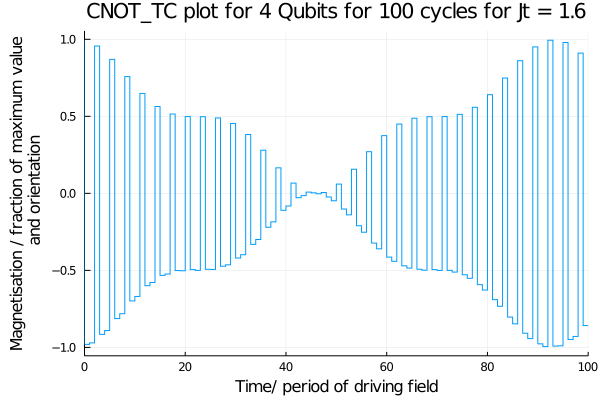 CNOT_TC plot for 4 Qubits for 100 cycles for Jt = 1.6
Magnetisation / fraction of maximum value
and orientation
1.0
0.5
0.0
−0.5
−1.0
0 20 40 60 80 100
Time/ period of driving field